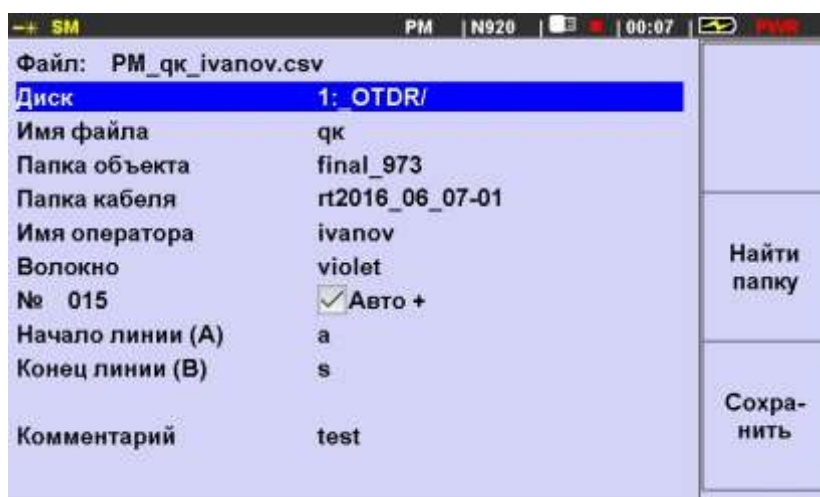 SM PM | N920 | | 00:07 | PWR
Файл: PM_qк_ivanov.csv
Диск 1:_OTDR/
Имя файла qк
Папка объекта final_973
Папка кабеля rt2016_06_07-01
Имя оператора ivanov
Волокно violet
№ 015 Авто +
Начало линии (A) a
Конец линии (B) s
Комментарий test
Найти
папку
Сохра-
нить